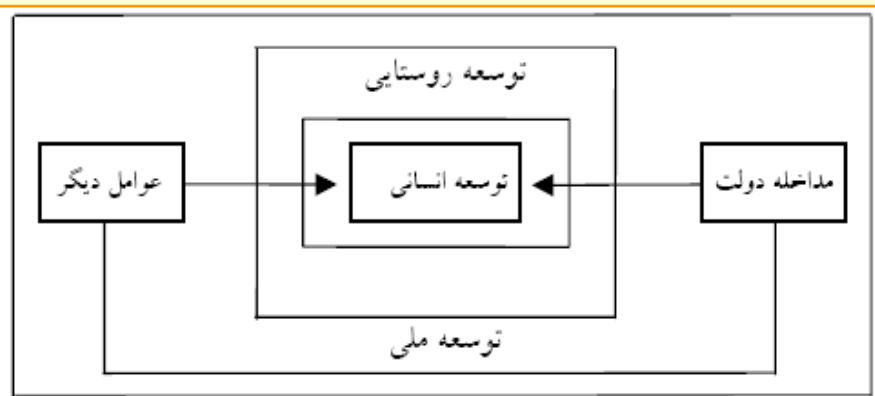 توسعه روستایی
مداخله دولت
توسعه انسانی
عوامل دیگر
توسعه ملی